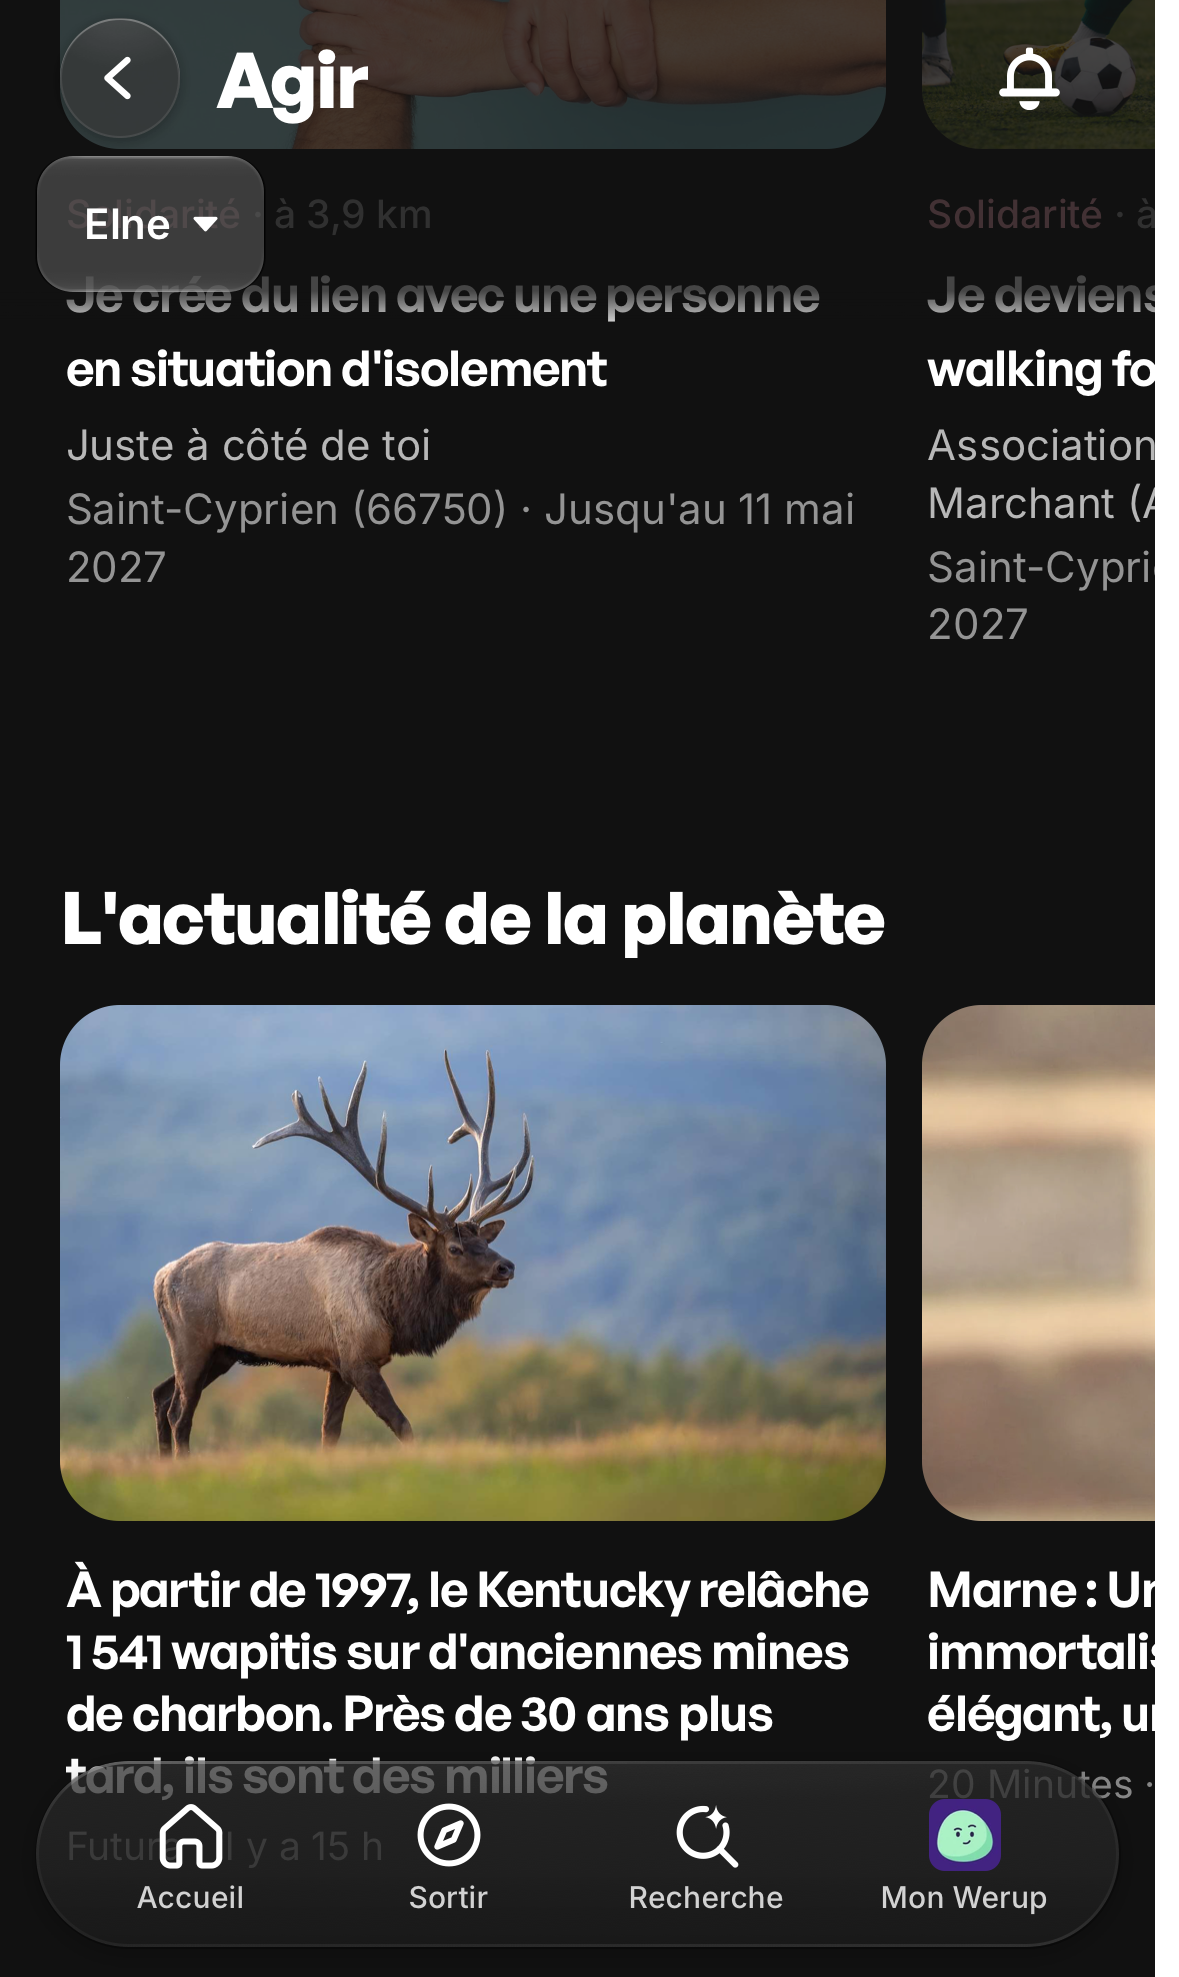 Agir
Elne
Solidarité · à 3,9 km
Je crée du lien avec une personne
en situation d'isolement
Juste à côté de toi
Saint-Cyprien (66750) · Jusqu'au 11 mai
2027
Solidarité · à
Je deviens
walking fo
Association
Marchant (A
Saint-Cypri
2027
L'actualité de la planète
À partir de 1997, le Kentucky relâche
1 541 wapitis sur d'anciennes mines
de charbon. Près de 30 ans plus
tard, ils sont des milliers
Futura · il y a 15 h
Marne : Un
immortalis
élégant, un
20 Minutes ·
Accueil
Sortir
Recherche
Mon Werup